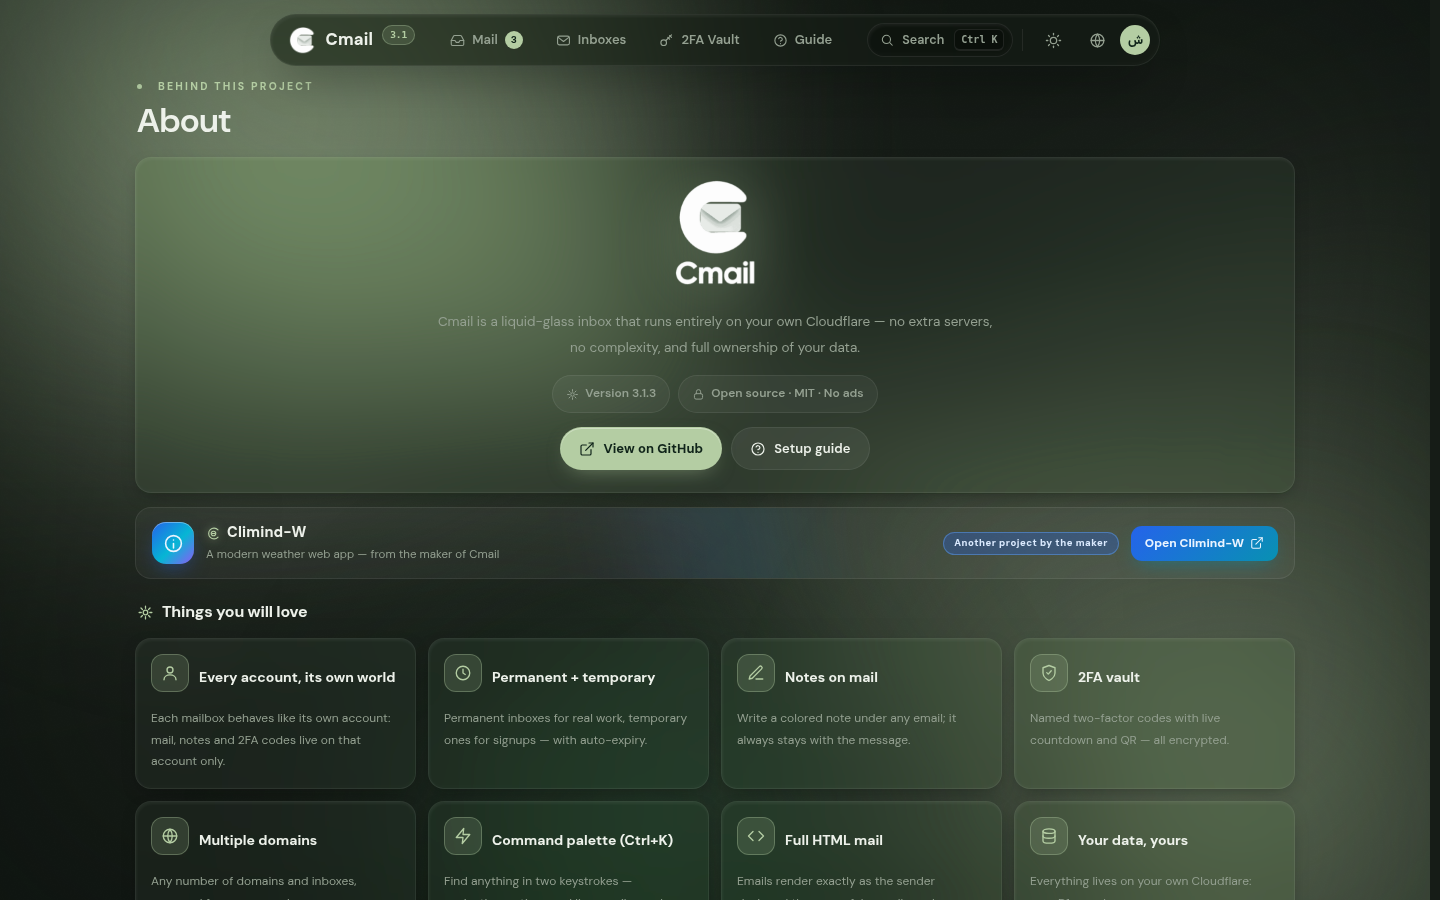 Cmail 3.1 Mail 3 Inboxes 2FA Vault Guide Search Ctrl K ش
BEHIND THIS PROJECT
About
Cmail
Cmail is a liquid-glass inbox that runs entirely on your own Cloudflare — no extra servers,
no complexity, and full ownership of your data.
Version 3.1.3 Open source · MIT · No ads
View on GitHub Setup guide
Climind-W
A modern weather web app — from the maker of Cmail
Another project by the maker Open Climind-W
Things you will love
Every account, its own world
Each mailbox behaves like its own account:
mail, notes and 2FA codes live on that
account only.
Permanent + temporary
Permanent inboxes for real work, temporary
ones for signups — with auto-expiry.
Notes on mail
Write a colored note under any email; it
always stays with the message.
2FA vault
Named two-factor codes with live
countdown and QR — all encrypted.
Multiple domains
Any number of domains and inboxes,
Command palette (Ctrl+K)
Find anything in two keystrokes —
Full HTML mail
Emails render exactly as the sender
Your data, yours
Everything lives on your own Cloudflare: